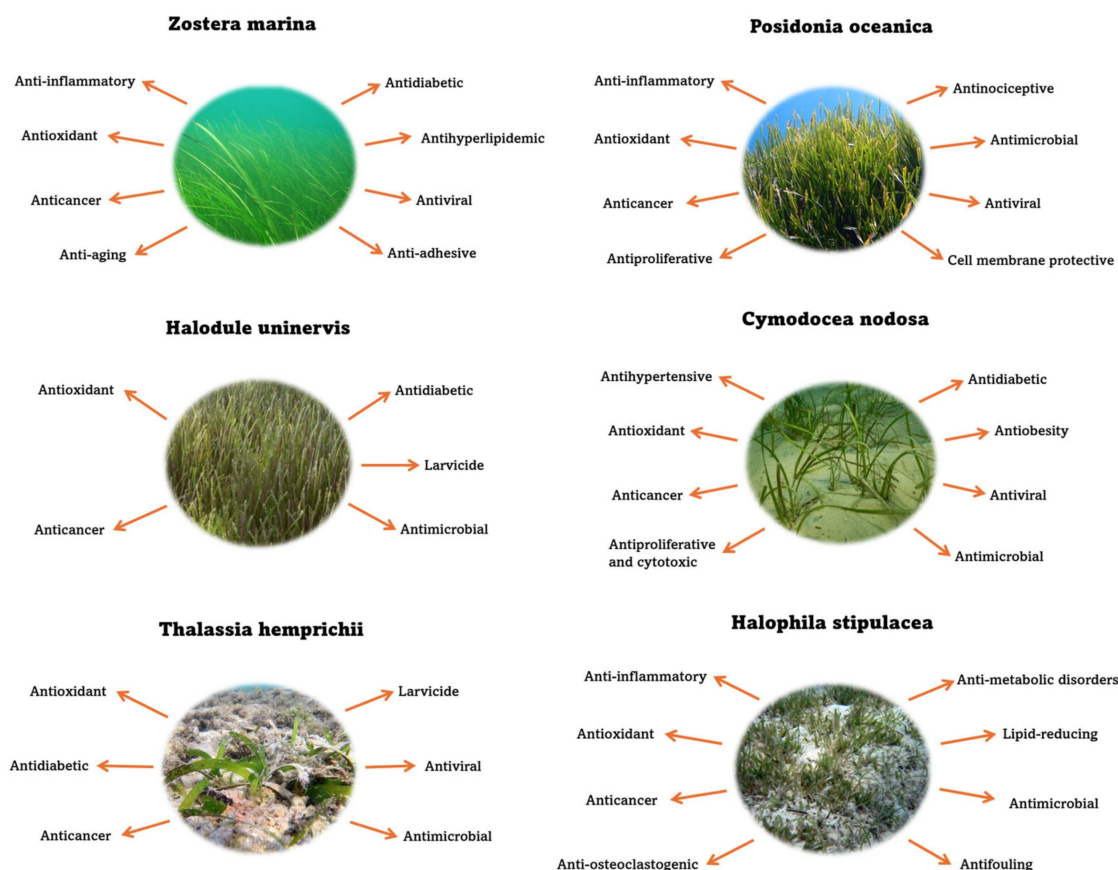 Zostera marina
Anti-inflammatory
Antioxidant
Anticancer
Anti-aging
Antidiabetic
Antihyperlipidemic
Antiviral
Anti-adhesive
Posidonia oceanica
Anti-inflammatory
Antioxidant
Anticancer
Antiproliferative
Antinociceptive
Antimicrobial
Antiviral
Cell membrane protective
Halodule uninervis
Antioxidant
Anticancer
Antidiabetic
Larvicide
Antimicrobial
Cymodocea nodosa
Antihypertensive
Antioxidant
Anticancer
Antiproliferative
and cytotoxic
Antidiabetic
Antiobesity
Antiviral
Antimicrobial
Thalassia hemprichii
Antioxidant
Antidiabetic
Anticancer
Larvicide
Antiviral
Antimicrobial
Halophila stipulacea
Anti-inflammatory
Antioxidant
Anticancer
Anti-osteoclastogenic
Anti-metabolic disorders
Lipid-reducing
Antimicrobial
Antifouling